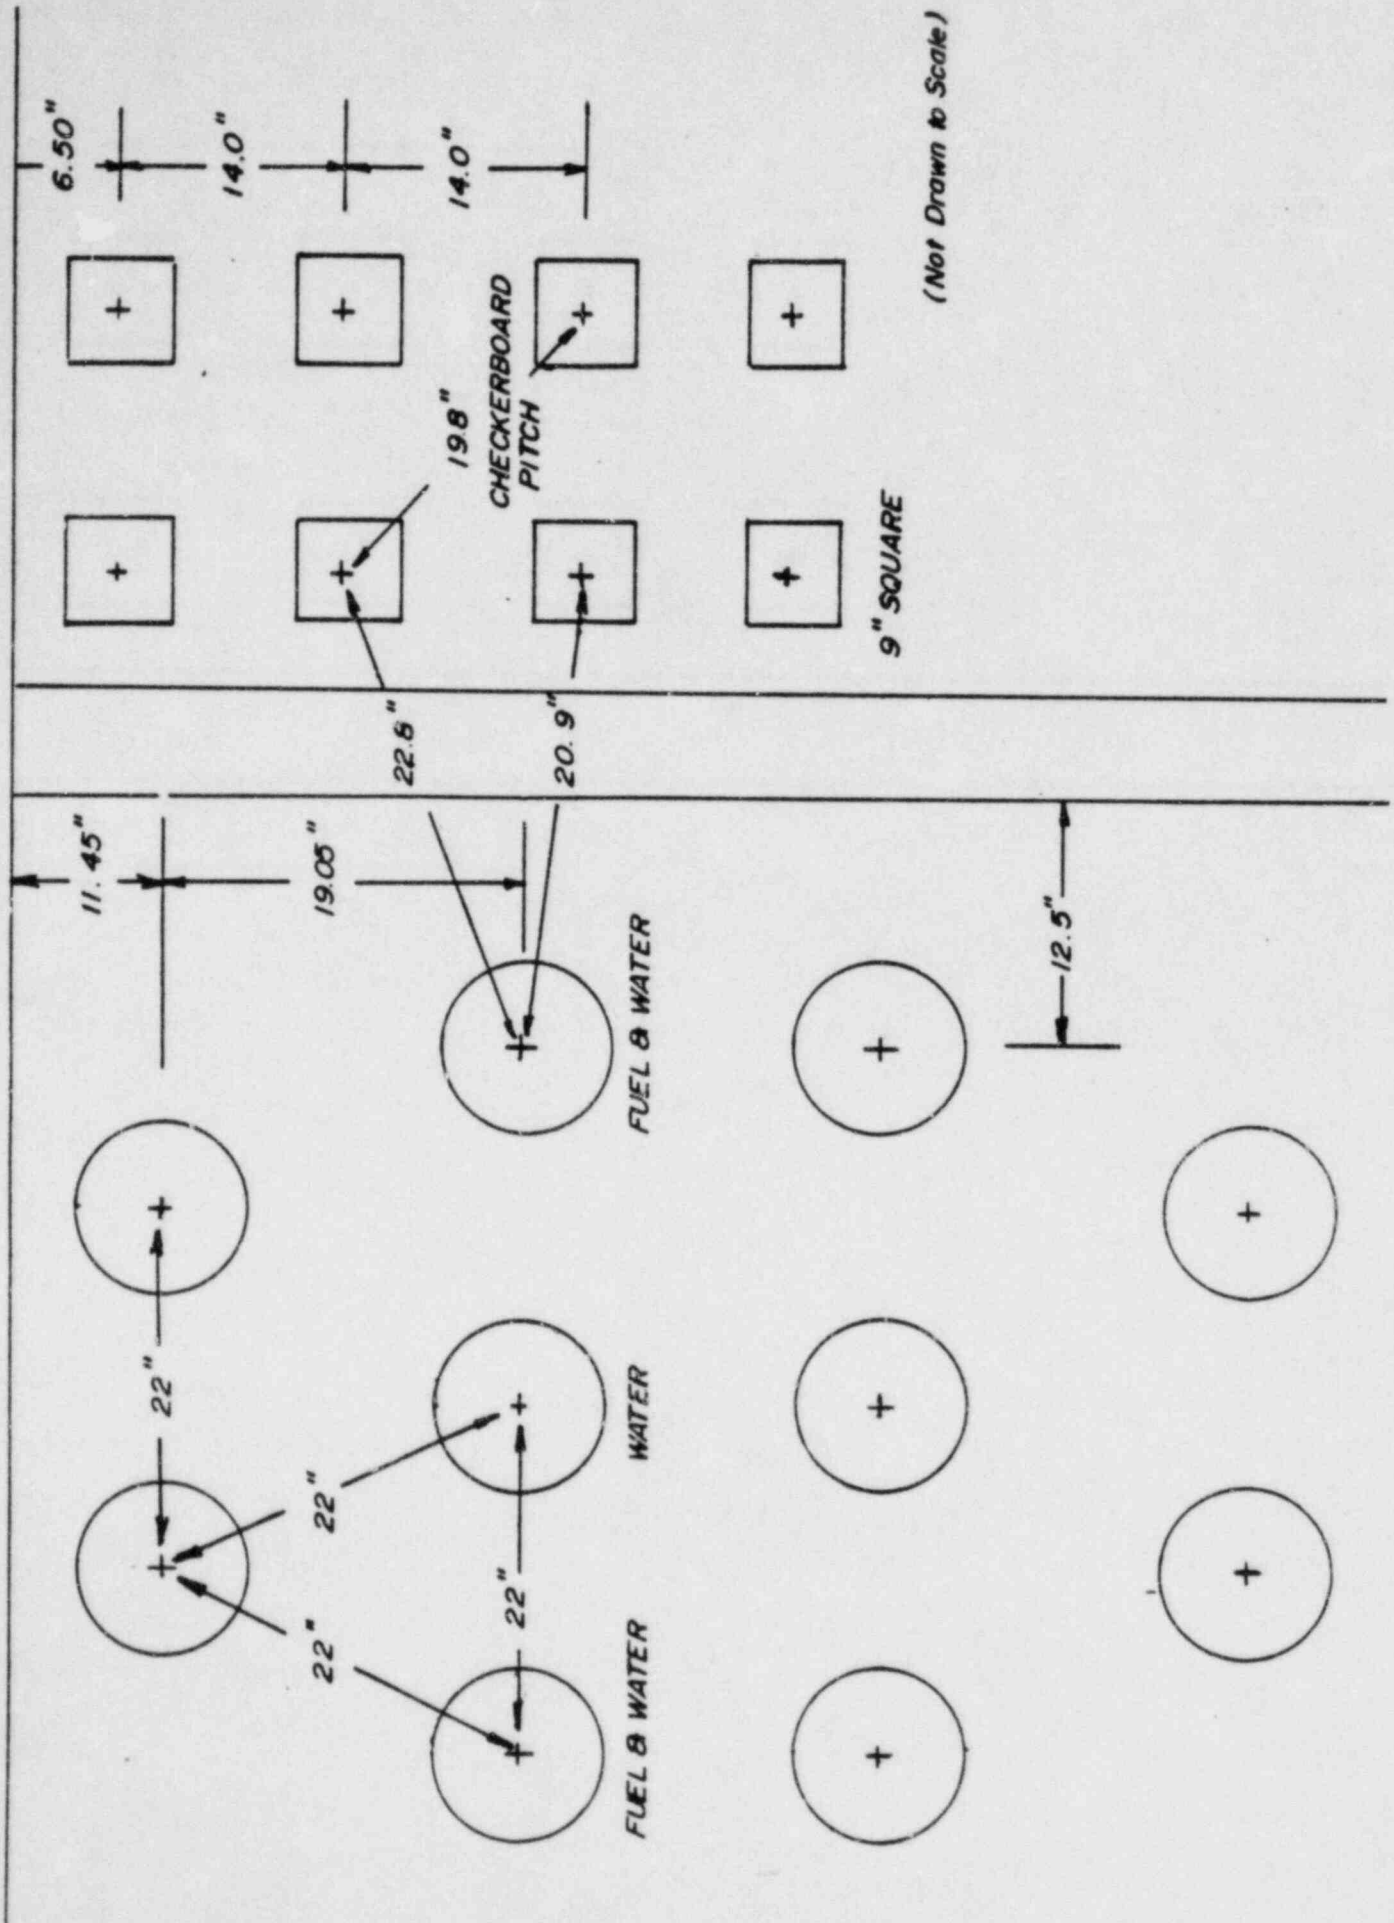 6.50"
14.0"
14.0"
(Not Drawn to Scale)
19.8"
CHECKERBOARD
PITCH
9" SQUARE
22.8"
20.9"
11.45"
19.05"
12.5"
FUEL & WATER
22"
22"
22"
22"
WATER
FUEL & WATER